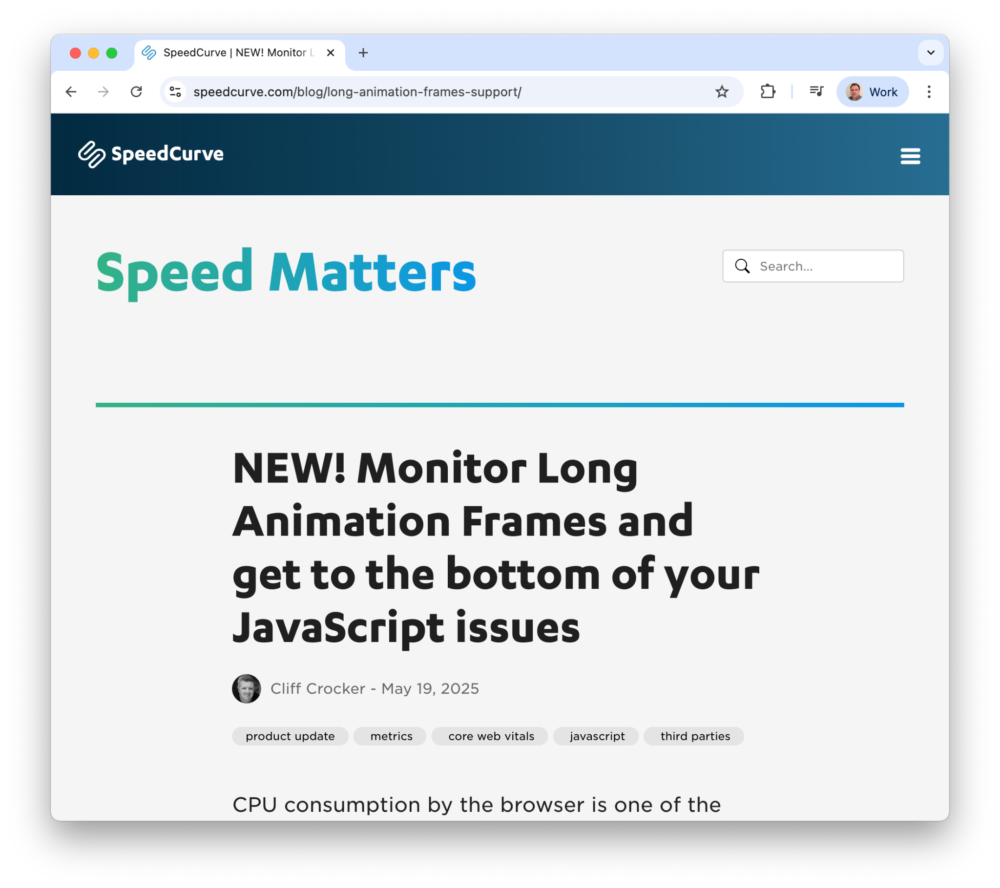 SpeedCurve | NEW! Monitor L
speedcurve.com/blog/long-animation-frames-support/
Work
SpeedCurve
Speed Matters
Search...
NEW! Monitor Long
Animation Frames and
get to the bottom of your
JavaScript issues
Cliff Crocker - May 19, 2025
product update
metrics
core web vitals
javascript
third parties
CPU consumption by the browser is one of the